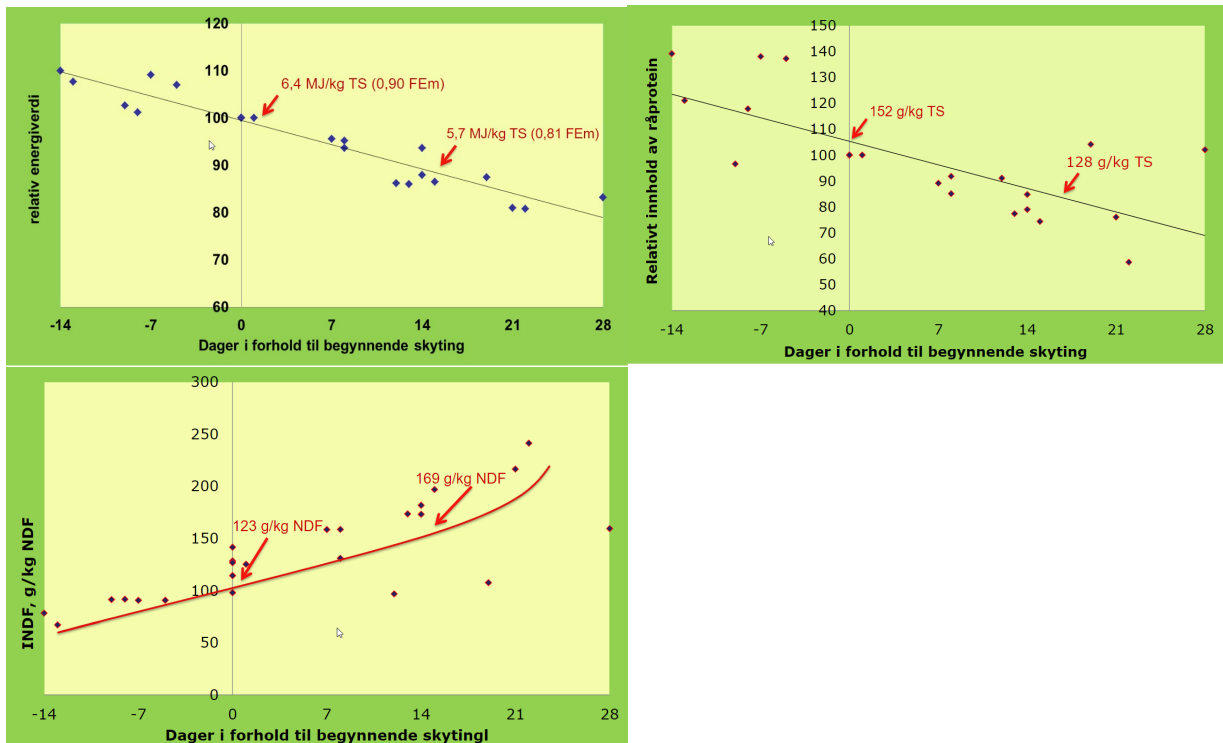 120
110
100
90
80
70
60
relativ energiverdi
6,4 MJ/kg TS (0,90 FEm)
5,7 MJ/kg TS (0,81 FEm)
-14 -7 0 7 14 21 28
Dager i forhold til begynnende skyting
150
140
130
120
110
100
90
80
70
60
50
40
Relativt innhold av råprotein
152 g/kg TS
128 g/kg TS
-14 -7 0 7 14 21 28
Dager i forhold til begynnende skyting
300
250
200
150
100
50
0
INDF, g/kg NDF
169 g/kg NDF
123 g/kg NDF
-14 -7 0 7 14 21 28
Dager i forhold til begynnende skytingl